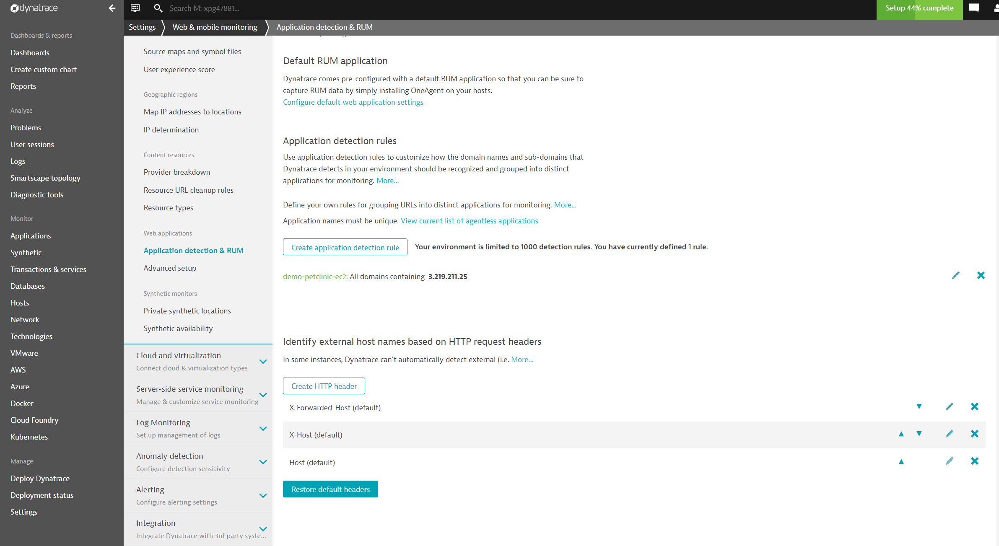 dynatrace
Search M: xpg47881...
Setup 44% complete
Settings
Web & mobile monitoring
Application detection & RUM
Dashboards & reports
Dashboards
Create custom chart
Reports
Analyze
Problems
User sessions
Logs
Smartscape topology
Diagnostic tools
Monitor
Applications
Synthetic
Transactions & services
Databases
Hosts
Network
Technologies
VMware
AWS
Azure
Docker
Cloud Foundry
Kubernetes
Manage
Deploy Dynatrace
Deployment status
Settings
Source maps and symbol files
User experience score
Geographic regions
Map IP addresses to locations
IP determination
Content resources
Provider breakdown
Resource URL cleanup rules
Resource types
Web applications
Application detection & RUM
Advanced setup
Synthetic monitors
Private synthetic locations
Synthetic availability
Cloud and virtualization
Connect cloud & virtualization types
Server-side service monitoring
Manage & customize service monitoring
Log Monitoring
Set up management of logs
Anomaly detection
Configure detection sensitivity
Alerting
Configure alerting settings
Integration
Integrate Dynatrace with 3rd party syste...
Default RUM application
Dynatrace comes pre-configured with a default RUM application so that you can be sure to
capture RUM data by simply installing OneAgent on your hosts.
Configure default web application settings
Application detection rules
Use application detection rules to customize how the domain names and sub-domains that
Dynatrace detects in your environment should be recognized and grouped into distinct
applications for monitoring. More...
Define your own rules for grouping URLs into distinct applications for monitoring. More...
Application names must be unique. View current list of agentless applications
Create application detection rule
Your environment is limited to 1000 detection rules. You have currently defined 1 rule.
demo-petclinic-ec2: All domains containing 3.219.211.25
Identify external host names based on HTTP request headers
In some instances, Dynatrace can't automatically detect external (i.e. More...
Create HTTP header
X-Forwarded-Host (default)
X-Host (default)
Host (default)
Restore default headers